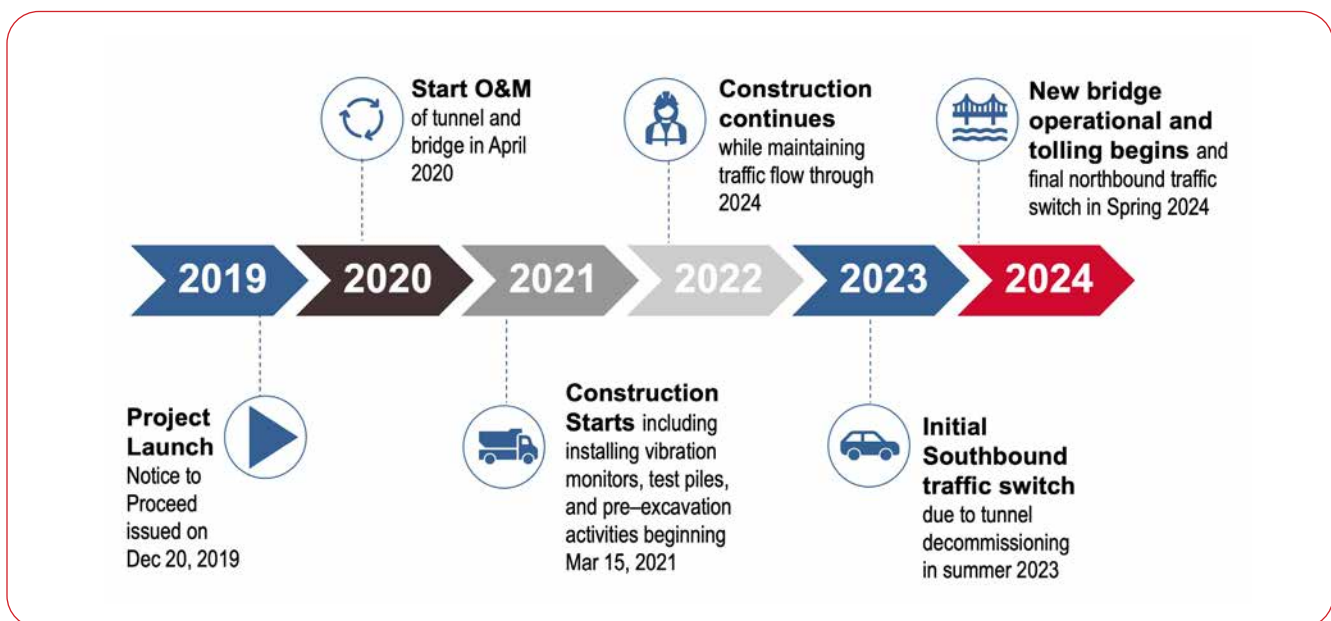 Start O&M
of tunnel and
bridge in April
2020
Construction
continues
while maintaining
traffic flow through
2024
New bridge
operational and
tolling begins and
final northbound traffic
switch in Spring 2024
2019
2020
2021
2022
2023
2024
Project
Launch
Notice to
Proceed
issued on
Dec 20, 2019
Construction
Starts including
installing vibration
monitors, test piles,
and pre–excavation
activities beginning
Mar 15, 2021
Initial
Southbound
traffic switch
due to tunnel
decommissioning
in summer 2023